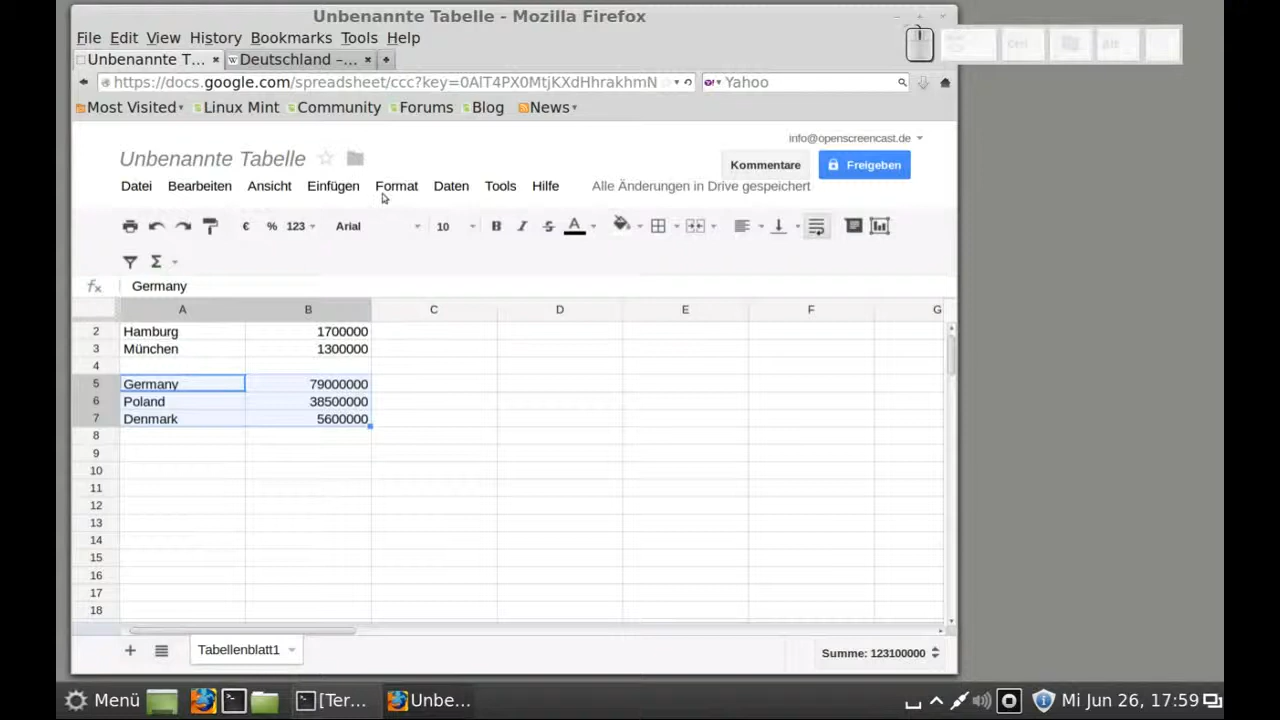 Unbenannte Tabelle - Mozilla Firefox
File Edit View History Bookmarks Tools Help
Unbenannte T... Deutschland –...
https://docs.google.com/spreadsheet/ccc?key=0AlT4PX0MtjKXdHhrakhmN Yahoo
Most Visited Linux Mint Community Forums Blog News
info@openscreencast.de
Unbenannte Tabelle Kommentare Freigeben
Datei Bearbeiten Ansicht Einfügen Format Daten Tools Hilfe Alle Änderungen in Drive gespeichert
€ % 123 Arial 10 B I S A
Σ
fx Germany
A B C D E F G
2 Hamburg 1700000
3 München 1300000
4
5 Germany 79000000
6 Poland 38500000
7 Denmark 5600000
8
9
10
11
12
13
14
15
16
17
18
Tabellenblatt1 Summe: 123100000
Menü [Ter... Unbe... Mi Jun 26, 17:59